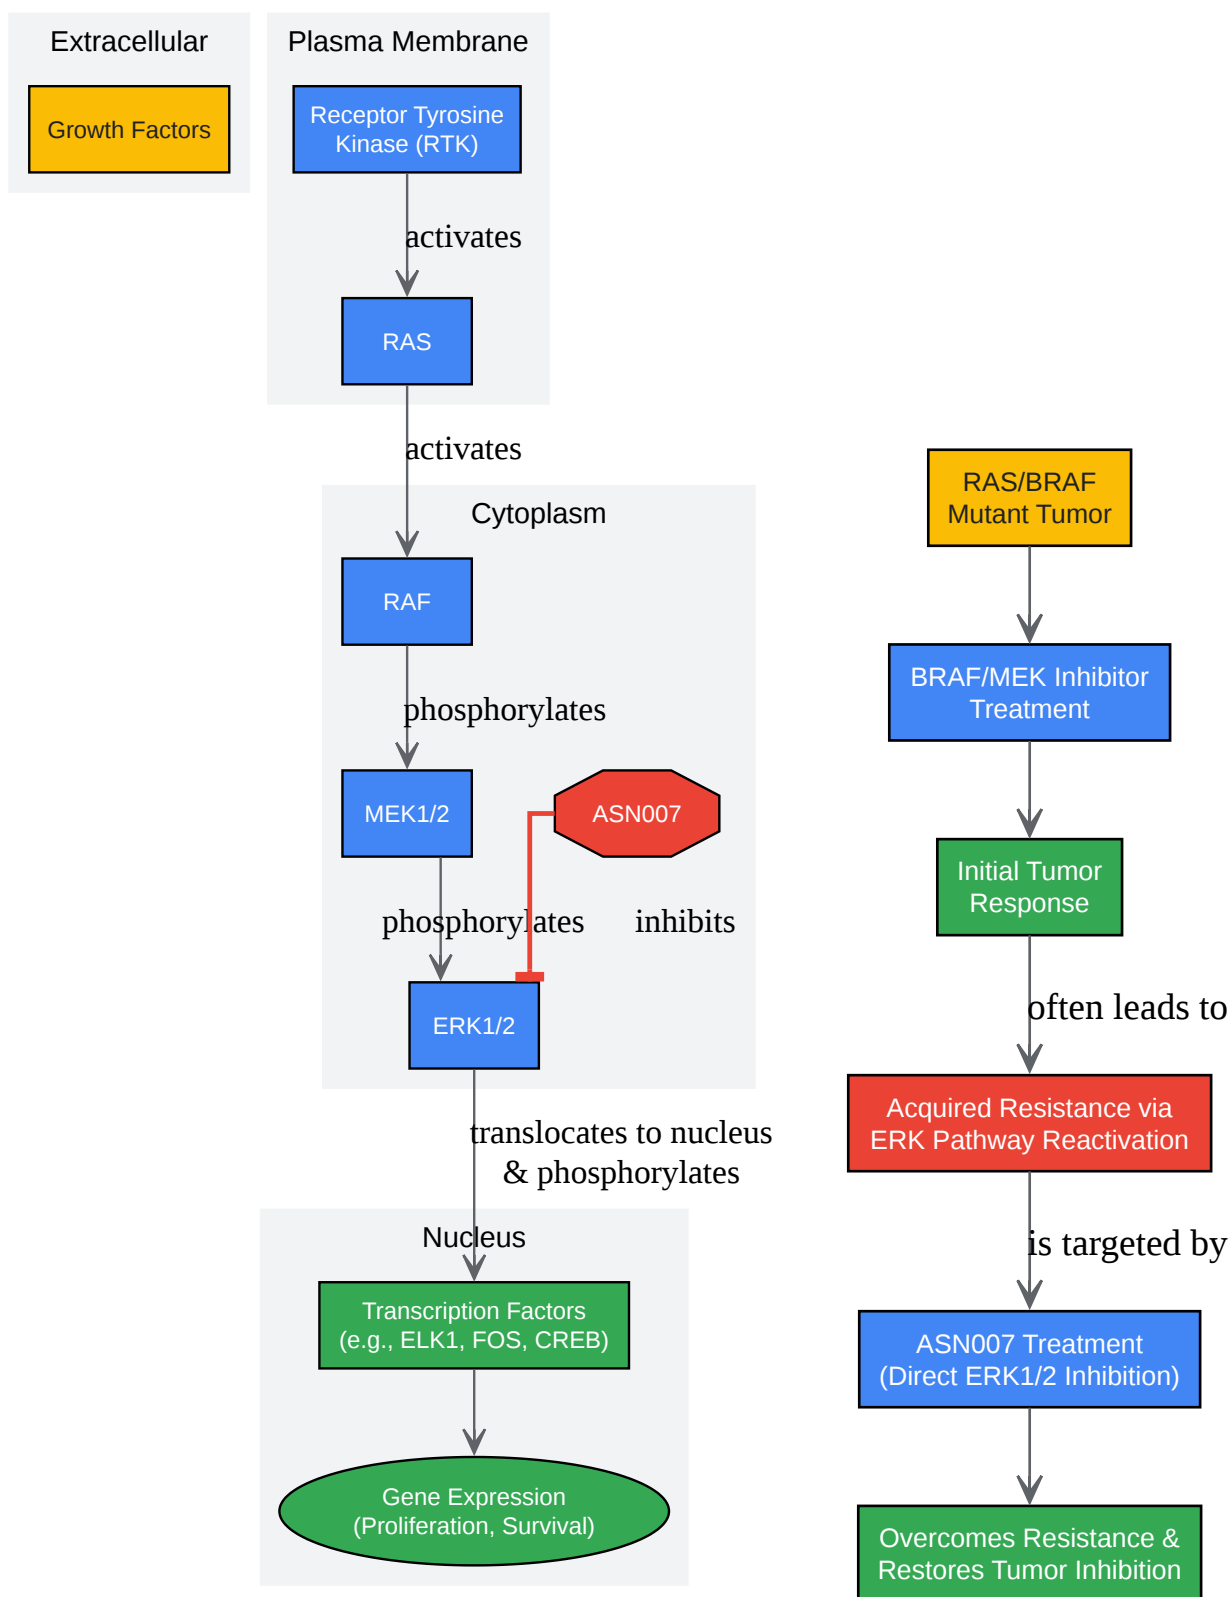 Extracellular
Growth Factors
Plasma Membrane
Receptor Tyrosine
Kinase (RTK)
activates
RAS
activates
Cytoplasm
RAF
phosphorylates
MEK1/2
ASN007
phosphorylates
inhibits
ERK1/2
translocates to nucleus
& phosphorylates
Nucleus
Transcription Factors
(e.g., ELK1, FOS, CREB)
Gene Expression
(Proliferation, Survival)
RAS/BRAF
Mutant Tumor
BRAF/MEK Inhibitor
Treatment
Initial Tumor
Response
often leads to
Acquired Resistance via
ERK Pathway Reactivation
is targeted by
ASN007 Treatment
(Direct ERK1/2 Inhibition)
Overcomes Resistance &
Restores Tumor Inhibition